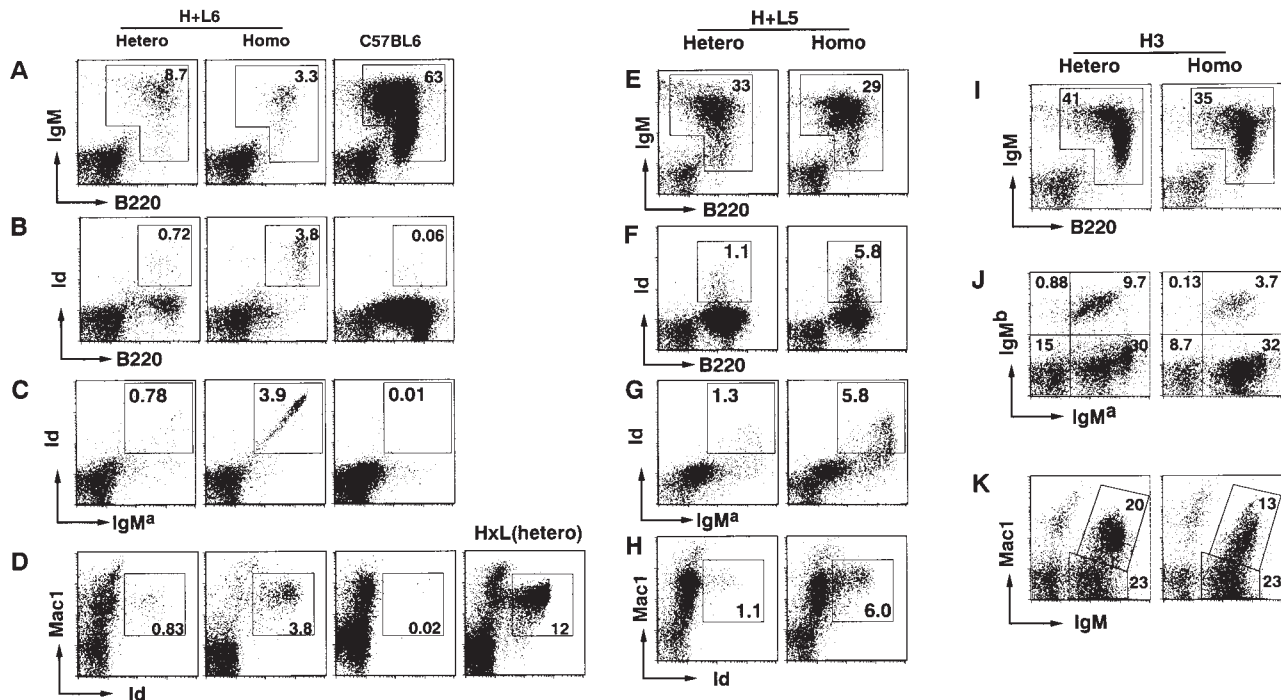 H+L6
Hetero Homo C57BL6
A
8.7 3.3 63
IgM
B220
B
0.72 3.8 0.06
Id
B220
C
0.78 3.9 0.01
Id
IgMa
HxL(hetero)
D
Mac1
0.83 3.8 0.02 12
Id
H+L5
Hetero Homo
E
33 29
IgM
B220
F
1.1 5.8
Id
B220
G
1.3 5.8
Id
IgMa
H
Mac1
1.1 6.0
Id
H3
Hetero Homo
I
41 35
IgM
B220
J
0.88 9.7 0.13 3.7
IgMb
15 30 8.7 32
IgMa
K
20 13
Mac1
23 23
IgM